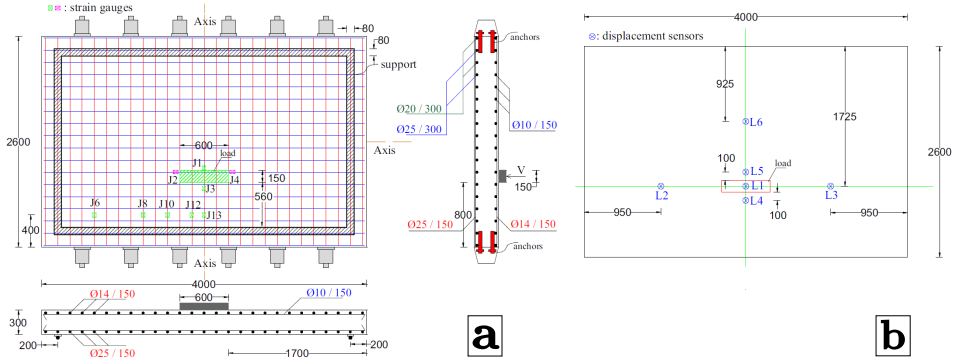 : strain gauges
Axis
80
80
support
2600
600
load
J1
J2
J4
J3
150
560
Axis
J6
J8
J10
J12
J13
400
Axis
4000
Ø14 / 150
600
Ø10 / 150
300
200
Ø25 / 150
1700
200
anchors
Ø20 / 300
Ø25 / 300
Ø10 / 150
V
150
800
Ø25 / 150
Ø14 / 150
anchors
a
4000
: displacement sensors
925
1725
L6
2600
100
L5
load
L1
L2
L3
L4
100
950
950
b